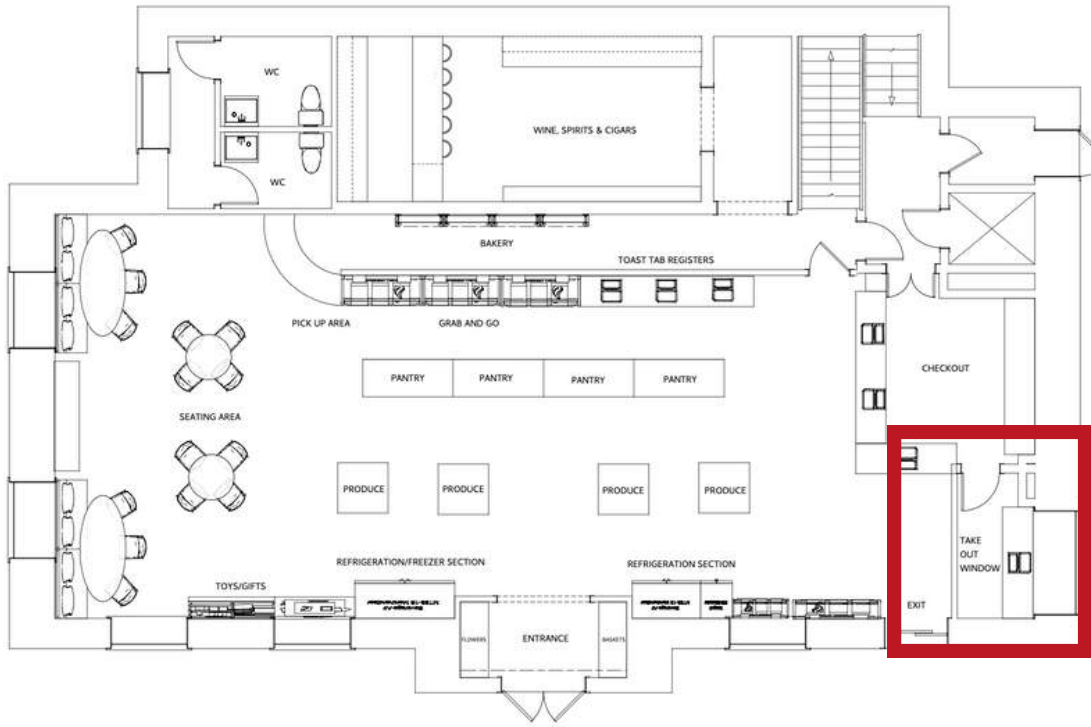 WC
WINE, SPIRITS & CIGARS
WC
BAKERY
TOAST TAB REGISTERS
PICK UP AREA
GRAB AND GO
CHECKOUT
PANTRY
PANTRY
PANTRY
PANTRY
SEATING AREA
PRODUCE
PRODUCE
PRODUCE
PRODUCE
TAKE
OUT
WINDOW
REFRIGERATION/FREEZER SECTION
REFRIGERATION SECTION
TOYS/GIFTS
EXIT
FLOWERS
ENTRANCE
BASKETS